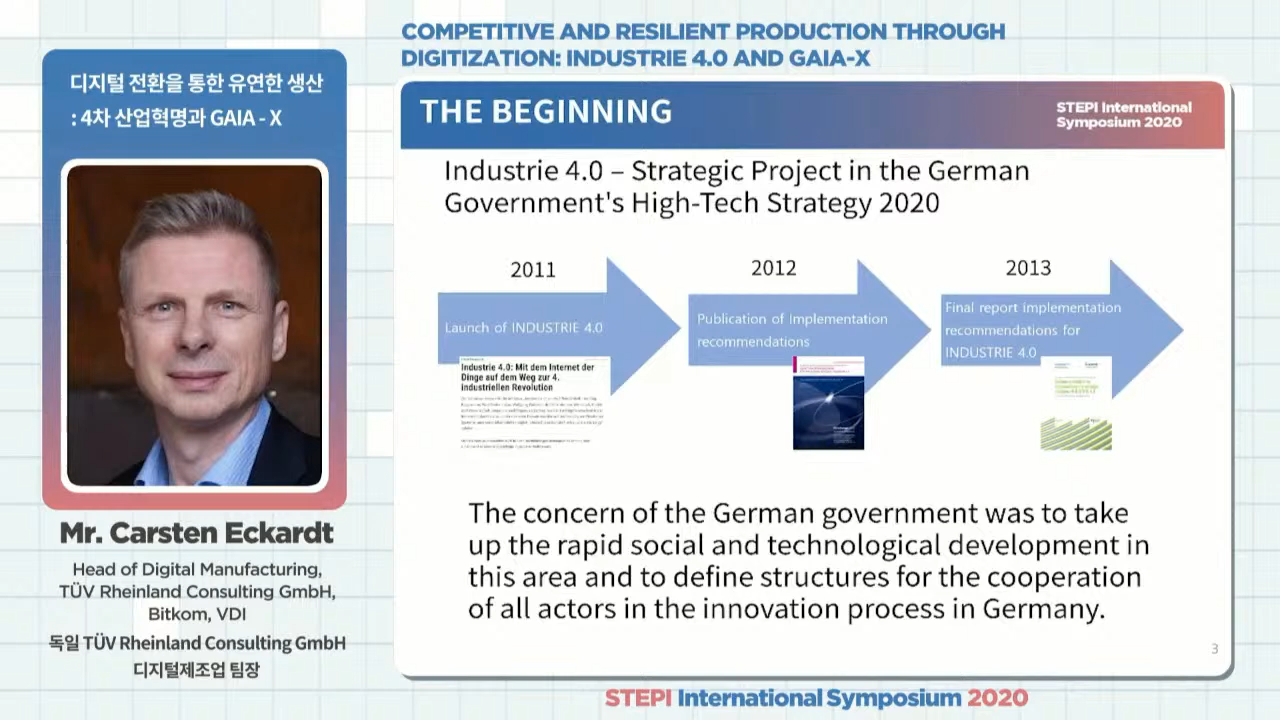 COMPETITIVE AND RESILIENT PRODUCTION THROUGH
DIGITIZATION: INDUSTRIE 4.0 AND GAIA-X
디지털 전환을 통한 유연한 생산
: 4차 산업혁명과 GAIA - X
Mr. Carsten Eckardt
Head of Digital Manufacturing,
TÜV Rheinland Consulting GmbH,
Bitkom, VDI
독일 TÜV Rheinland Consulting GmbH
디지털제조업 팀장
THE BEGINNING
STEPI International
Symposium 2020
Industrie 4.0 – Strategic Project in the German
Government's High-Tech Strategy 2020
2011
Launch of INDUSTRIE 4.0
Industrie 4.0: Mit dem Internet der
Dinge auf dem Weg zur 4.
industriellen Revolution
2012
Publication of Implementation
recommendations
2013
Final report implementation
recommendations for
INDUSTRIE 4.0
The concern of the German government was to take
up the rapid social and technological development in
this area and to define structures for the cooperation
of all actors in the innovation process in Germany.
3
STEPI International Symposium 2020